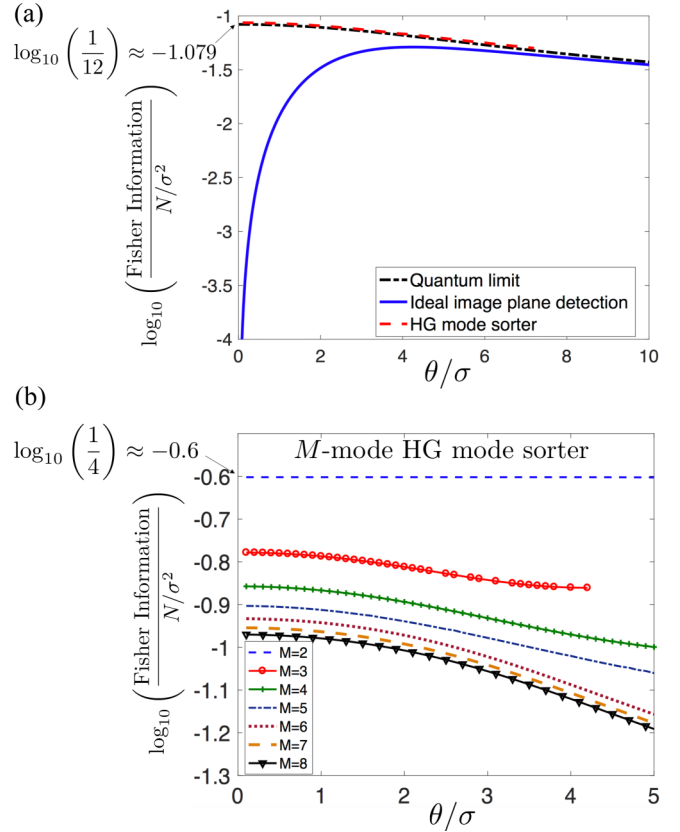 (a)
log₁₀ (1/12) ≈ −1.079
-1
-1.5
-2
-2.5
-3
-3.5
-4
log₁₀ (Fisher Information / N/σ²)
Quantum limit
Ideal image plane detection
HG mode sorter
0 2 4 6 8 10
θ/σ
(b)
log₁₀ (1/4) ≈ −0.6
M-mode HG mode sorter
-0.6
-0.7
-0.8
-0.9
-1
-1.1
-1.2
-1.3
log₁₀ (Fisher Information / N/σ²)
M=2
M=3
M=4
M=5
M=6
M=7
M=8
0 1 2 3 4 5
θ/σ